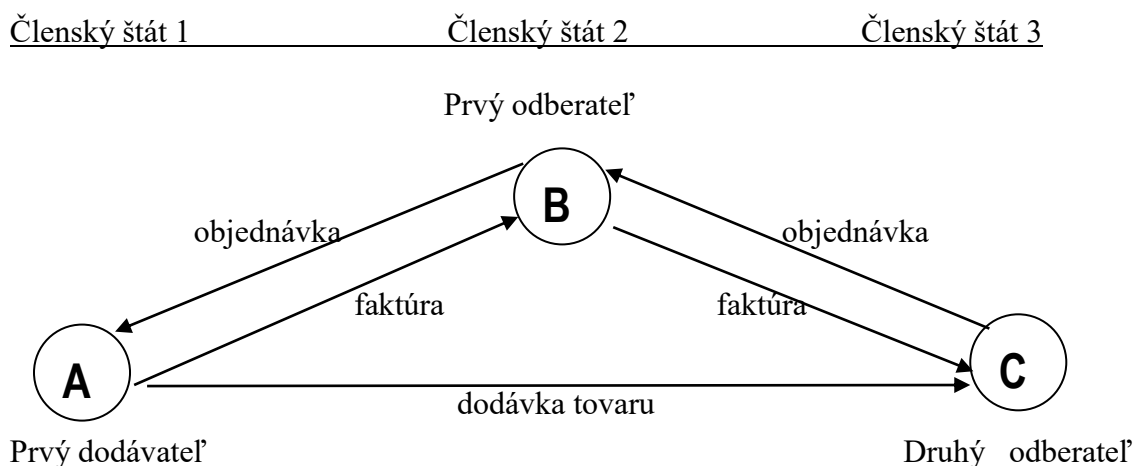 Členský štát 1 Členský štát 2 Členský štát 3
Prvý odberateľ
B
objednávka objednávka
faktúra faktúra
A C
dodávka tovaru
Prvý dodávateľ Druhý odberateľ